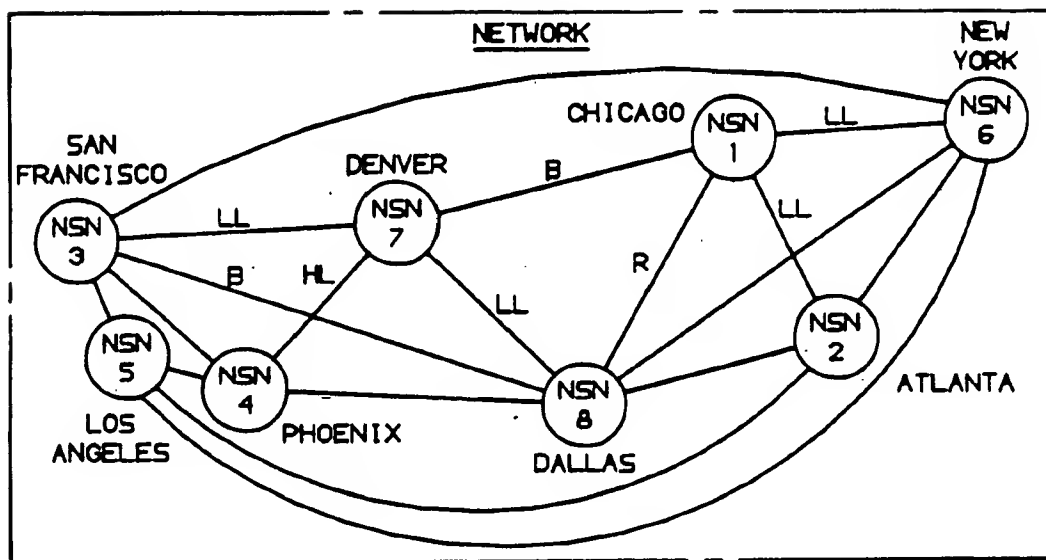 NETWORK
NEW
YORK
NSN
6
CHICAGO
NSN
1
LL
SAN
FRANCISCO
NSN
3
DENVER
NSN
7
B
LL
LL
HL
B
R
LL
NSN
5
LOS
ANGELES
NSN
4
PHOENIX
NSN
8
DALLAS
NSN
2
ATLANTA